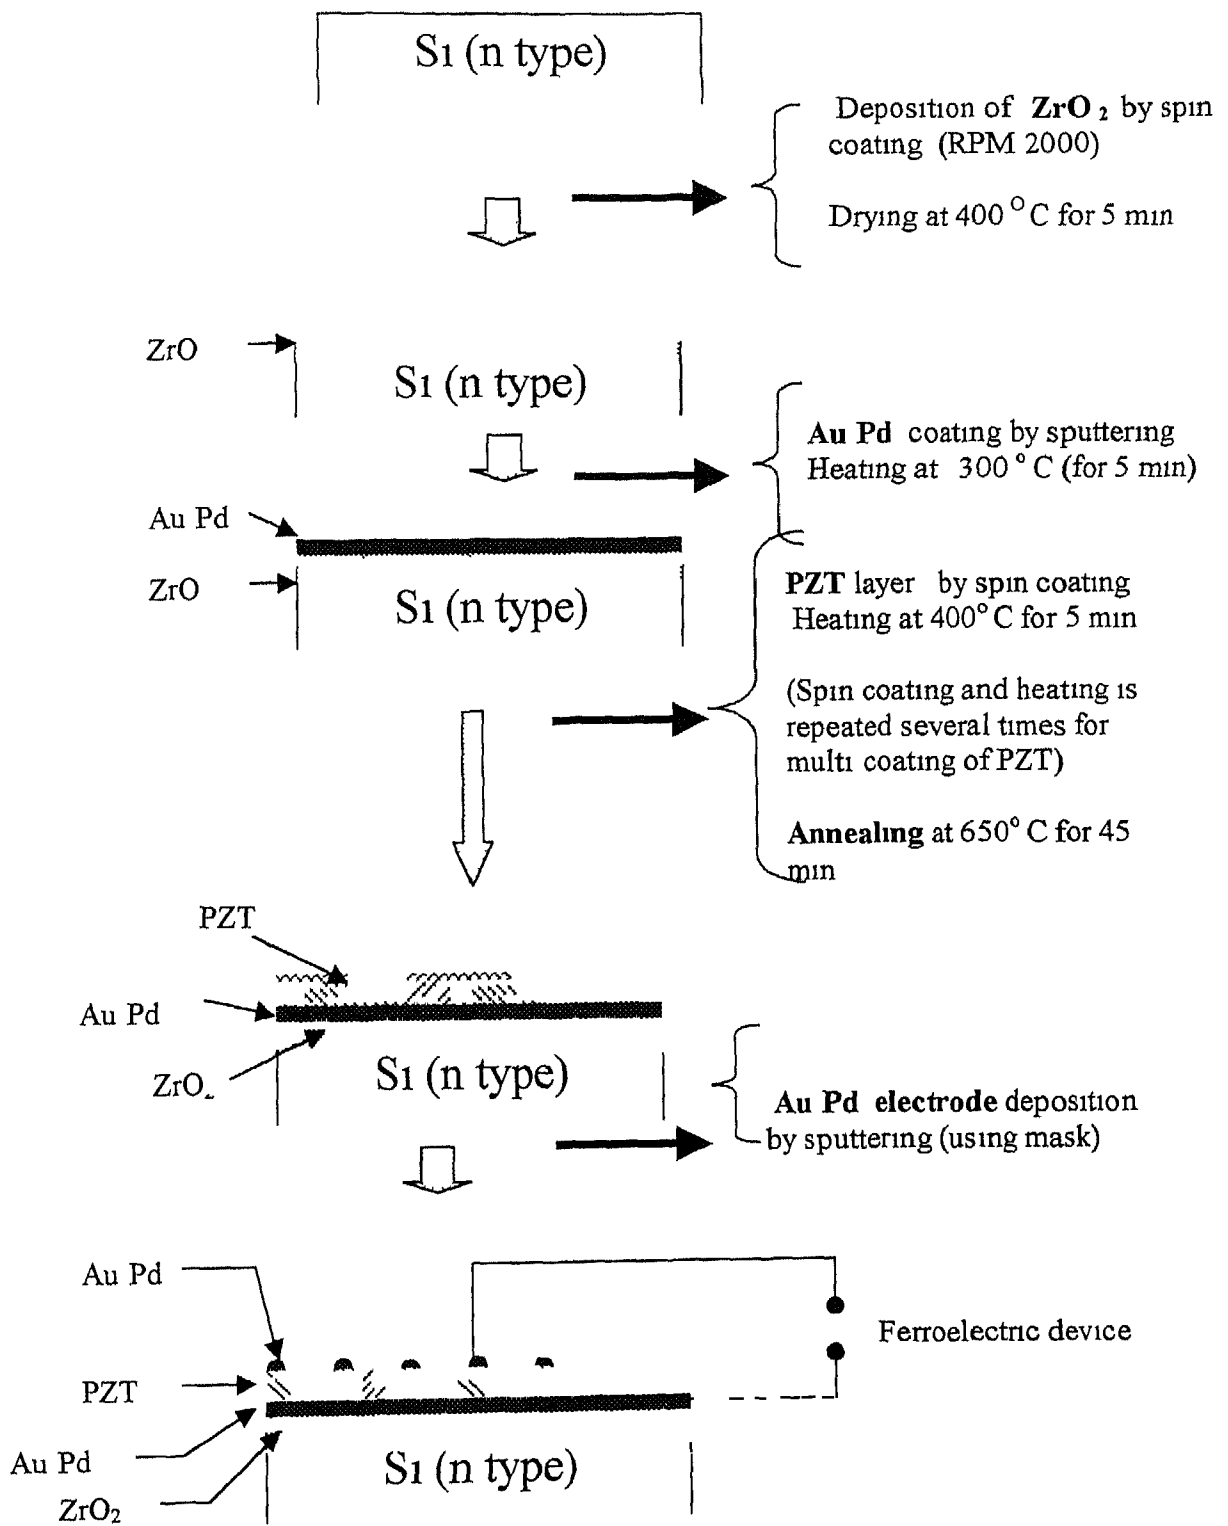 Si (n type)
Deposition of ZrO 2 by spin
coating (RPM 2000)
Drying at 400 °C for 5 min
ZrO
Si (n type)
Au Pd coating by sputtering
Heating at 300 °C (for 5 min)
Au Pd
ZrO
Si (n type)
PZT layer by spin coating
Heating at 400°C for 5 min
(Spin coating and heating is
repeated several times for
multi coating of PZT)
Annealing at 650°C for 45
min
PZT
Au Pd
ZrO
Si (n type)
Au Pd electrode deposition
by sputtering (using mask)
Au Pd
Ferroelectric device
PZT
Au Pd
Si (n type)
ZrO2